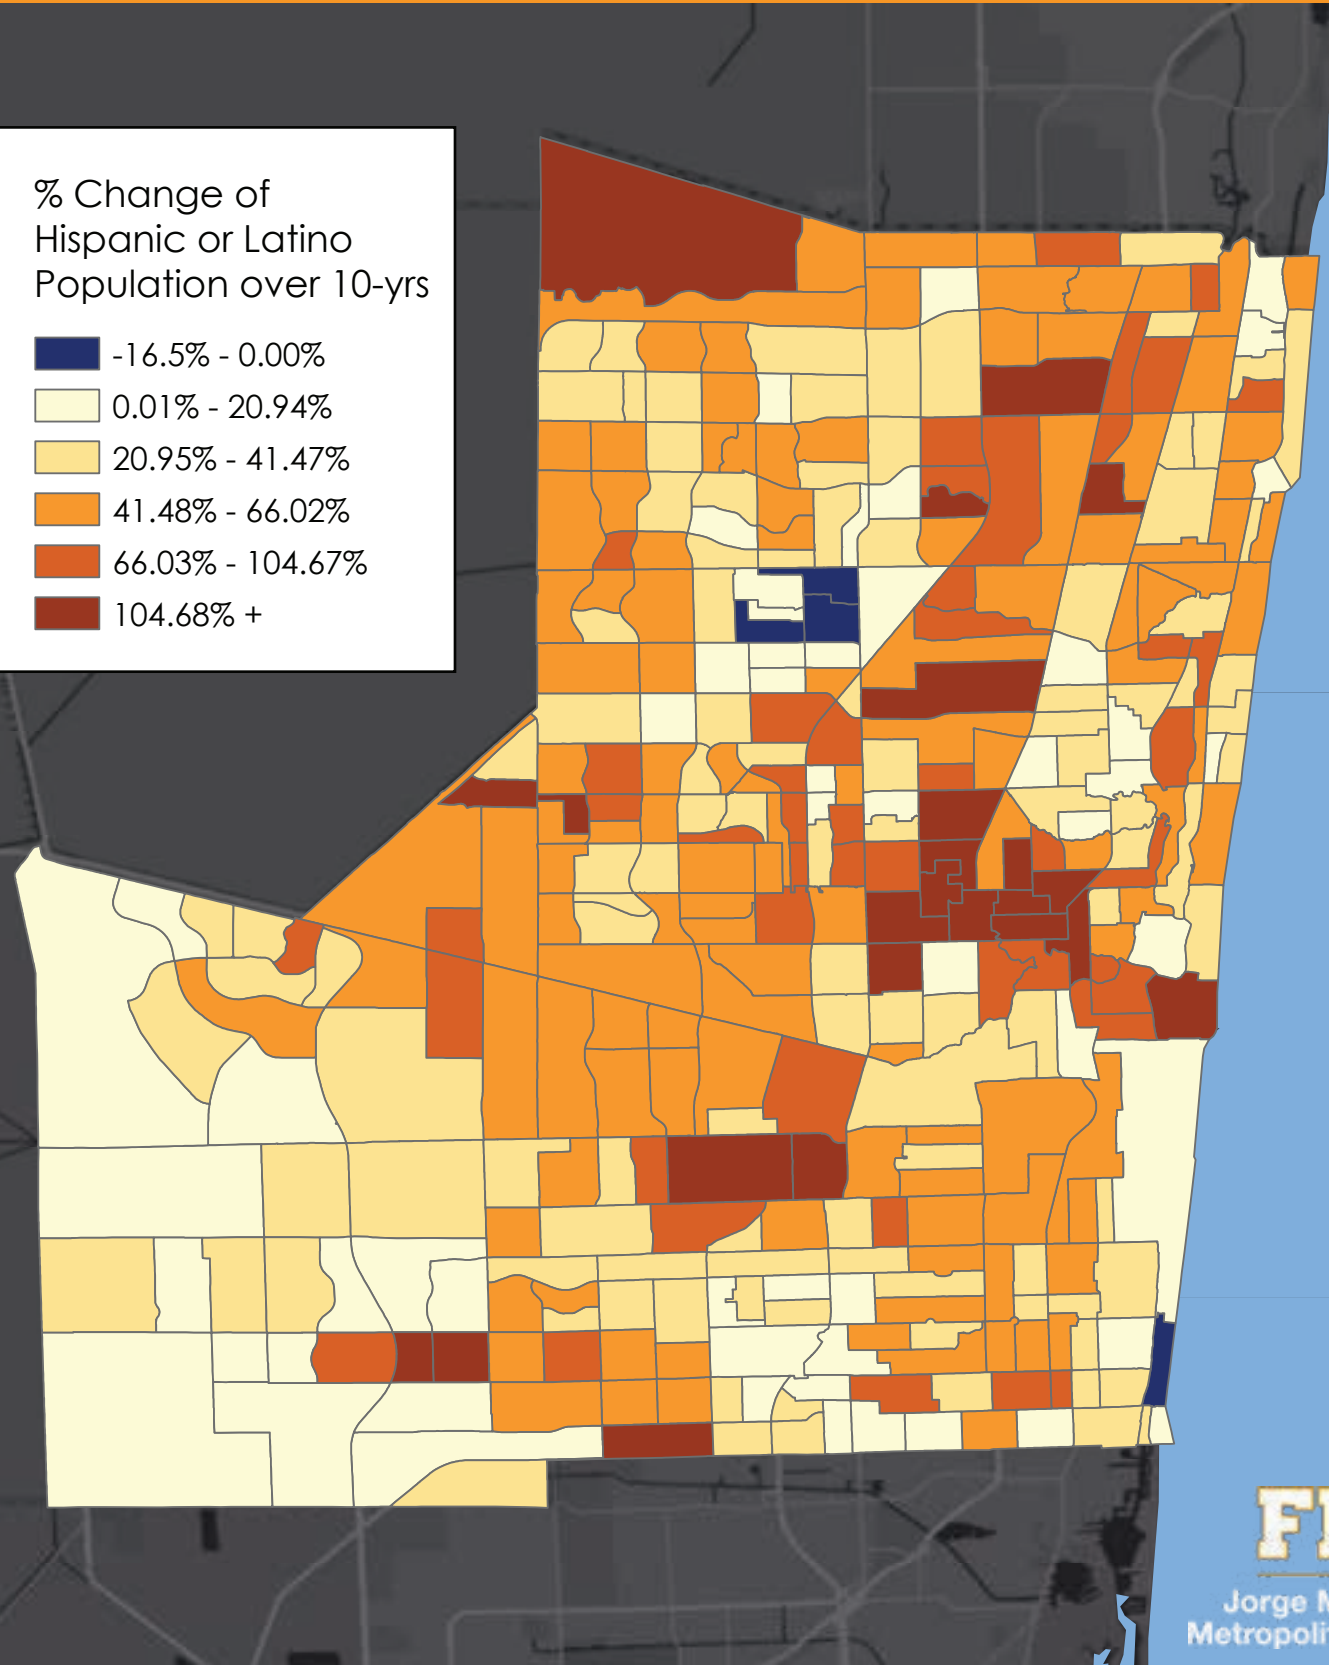 % Change of
Hispanic or Latino
Population over 10-yrs
-16.5% - 0.00%
0.01% - 20.94%
20.95% - 41.47%
41.48% - 66.02%
66.03% - 104.67%
104.68% +
Jorge